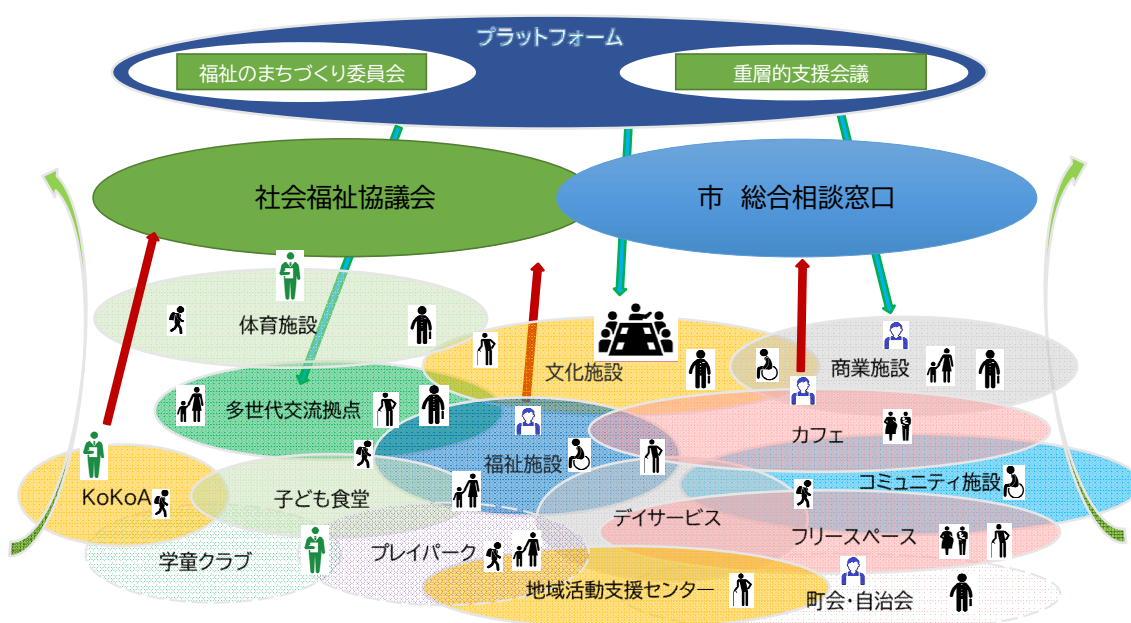 プラットフォーム
福祉のまちづくり委員会
重層的支援会議
社会福祉協議会
市　総合相談窓口
体育施設
文化施設
商業施設
多世代交流拠点
カフェ
福祉施設
コミュニティ施設
KoKoA
子ども食堂
デイサービス
フリースペース
学童クラブ
プレイパーク
地域活動支援センター
町会・自治会